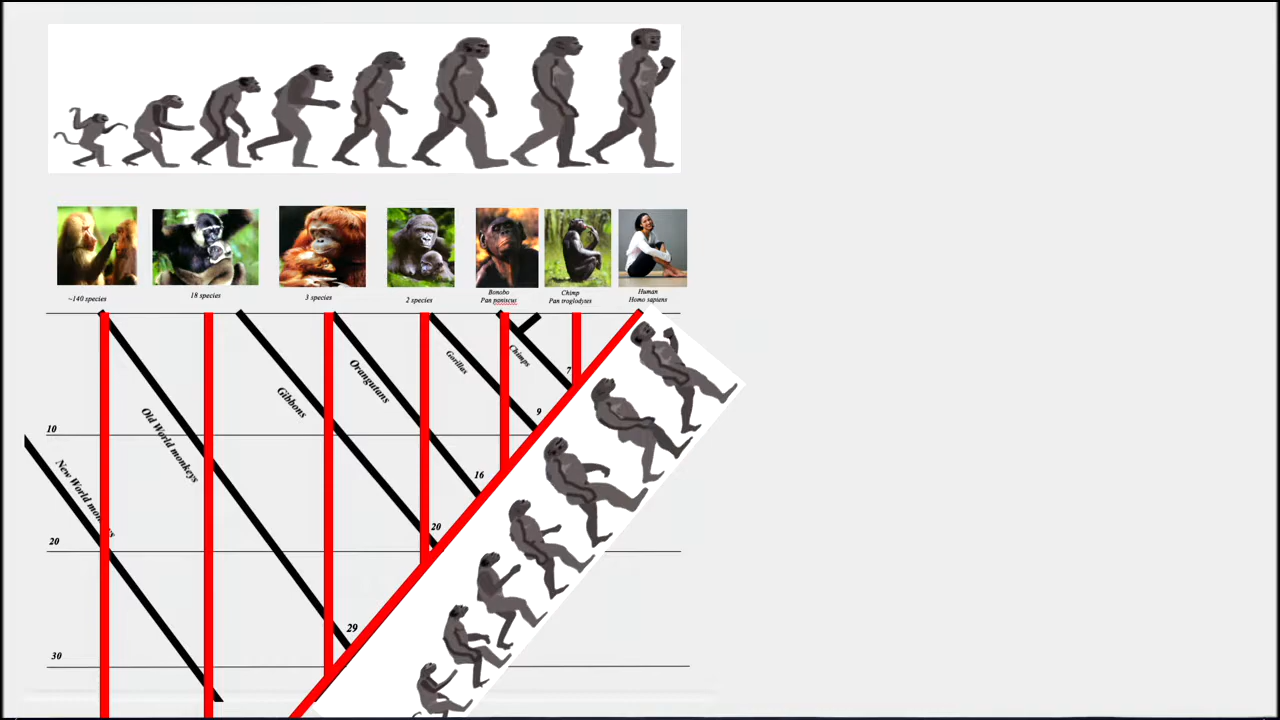 ~140 species
18 species
3 species
2 species
Bonobo
Pan paniscus
Chimp
Pan troglodytes
Human
Homo sapiens
Chimps
Gorillas
7
Orangutans
Gibbons
9
Old World monkeys
10
New World
16
20
20
29
30